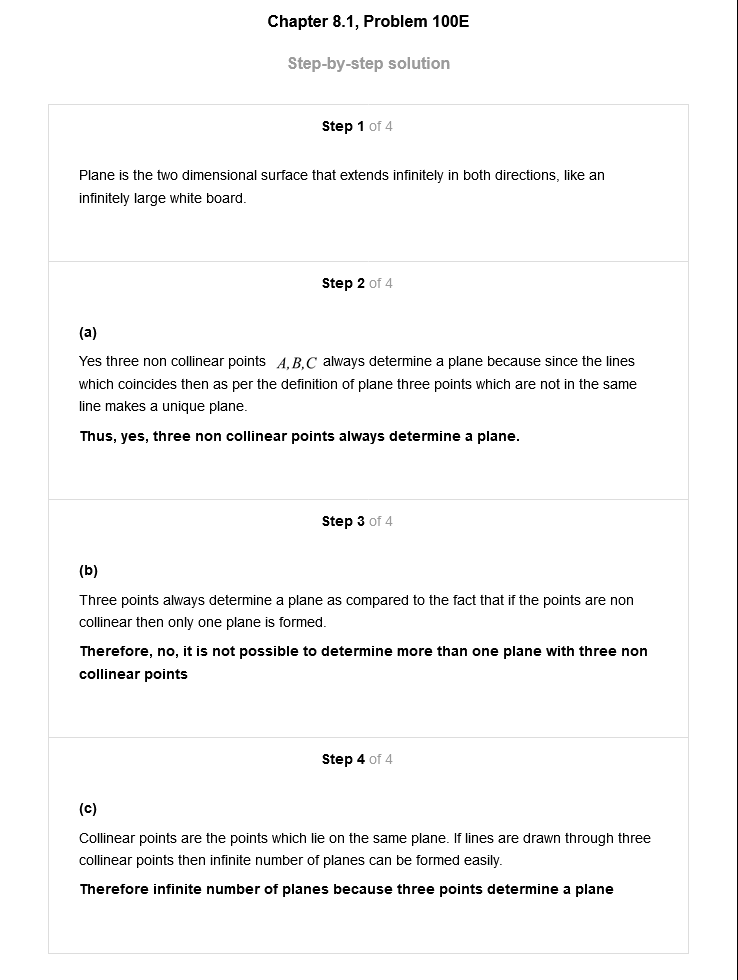 Chapter 8.1, Problem 100E
Step-by-step solution
Step 1 of 4
Plane is the two dimensional surface that extends infinitely in both directions, like an
infinitely large white board.
Step 2 of 4
(a)
Yes three non collinear points A,B,C always determine a plane because since the lines
which coincides then as per the definition of plane three points which are not in the same
line makes a unique plane.
Thus, yes, three non collinear points always determine a plane.
Step 3 of 4
(b)
Three points always determine a plane as compared to the fact that if the points are non
collinear then only one plane is formed.
Therefore, no, it is not possible to determine more than one plane with three non
collinear points
Step 4 of 4
(c)
Collinear points are the points which lie on the same plane. If lines are drawn through three
collinear points then infinite number of planes can be formed easily.
Therefore infinite number of planes because three points determine a plane